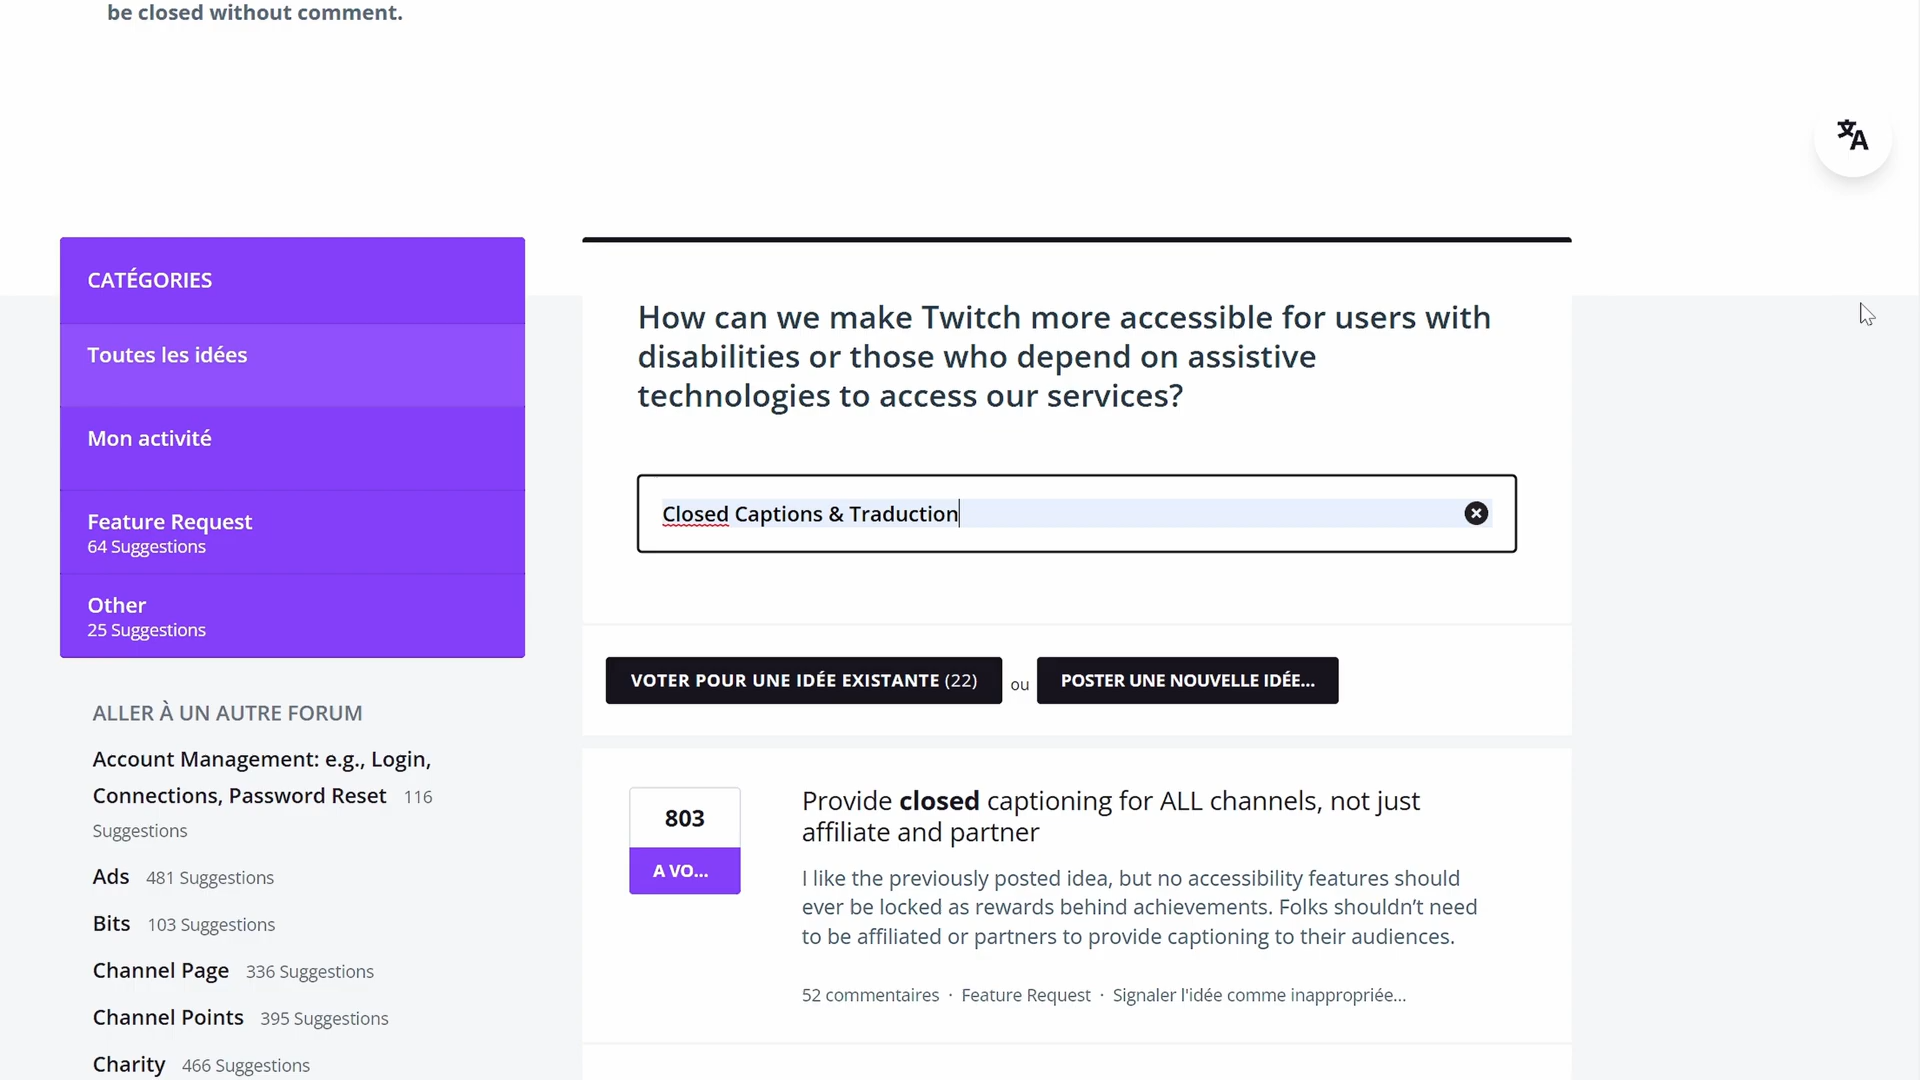 be closed without comment.
CATÉGORIES
Toutes les idées
Mon activité
Feature Request
64 Suggestions
Other
25 Suggestions
ALLER À UN AUTRE FORUM
Account Management: e.g., Login,
Connections, Password Reset 116
Suggestions
Ads 481 Suggestions
Bits 103 Suggestions
Channel Page 336 Suggestions
Channel Points 395 Suggestions
Charity 466 Suggestions
How can we make Twitch more accessible for users with
disabilities or those who depend on assistive
technologies to access our services?
Closed Captions & Traduction
VOTER POUR UNE IDÉE EXISTANTE (22) ou POSTER UNE NOUVELLE IDÉE...
803
A VO...
Provide closed captioning for ALL channels, not just
affiliate and partner
I like the previously posted idea, but no accessibility features should
ever be locked as rewards behind achievements. Folks shouldn’t need
to be affiliated or partners to provide captioning to their audiences.
52 commentaires · Feature Request · Signaler l'idée comme inappropriée...